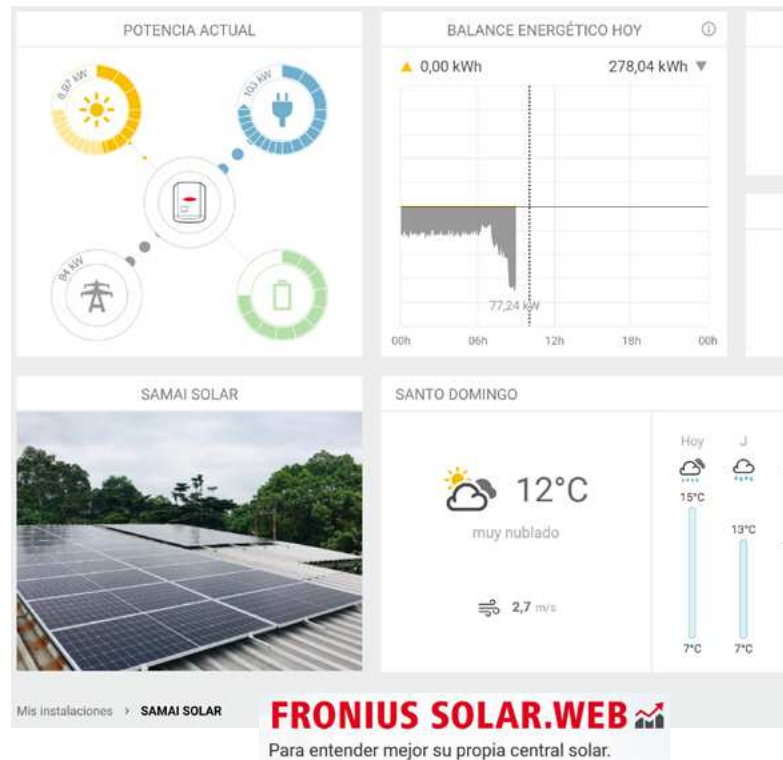 POTENCIA ACTUAL
8,97 kW
103 kW
94 kW
BALANCE ENERGÉTICO HOY
0,00 kWh
278,04 kWh
77,24 kW
00h 06h 12h 18h 00h
SAMAI SOLAR
SANTO DOMINGO
12°C
muy nublado
2,7 m/s
Hoy J
15°C
13°C
7°C 7°C
Mis instalaciones > SAMAI SOLAR
FRONIUS SOLAR.WEB
Para entender mejor su propia central solar.